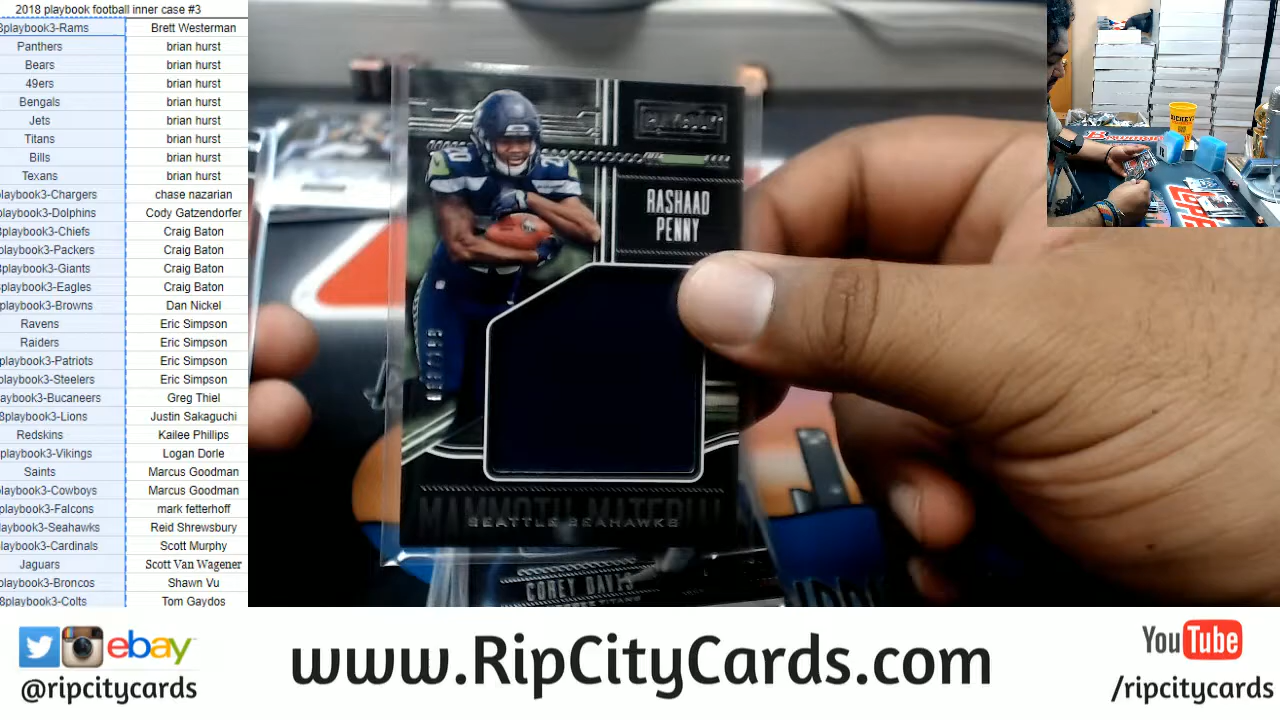 2018 playbook football inner case #3
8playbook3-Rams Brett Westerman
Panthers brian hurst
Bears brian hurst
49ers brian hurst
Bengals brian hurst
Jets brian hurst
Titans brian hurst
Bills brian hurst
Texans brian hurst
playbook3-Chargers chase nazarian
playbook3-Dolphins Cody Gatzendorfer
8playbook3-Chiefs Craig Baton
playbook3-Packers Craig Baton
8playbook3-Giants Craig Baton
playbook3-Eagles Craig Baton
playbook3-Browns Dan Nickel
Ravens Eric Simpson
Raiders Eric Simpson
playbook3-Patriots Eric Simpson
playbook3-Steelers Eric Simpson
aybook3-Bucaneers Greg Thiel
8playbook3-Lions Justin Sakaguchi
Redskins Kailee Phillips
playbook3-Vikings Logan Dorle
Saints Marcus Goodman
playbook3-Cowboys Marcus Goodman
playbook3-Falcons mark fetterhoff
laybook3-Seahawks Reid Shrewsbury
laybook3-Cardinals Scott Murphy
Jaguars Scott Van Wagener
playbook3-Broncos Shawn Vu
8playbook3-Colts Tom Gaydos
PLAYBOOK
RASHAAD
PENNY
MAMMOTH MATERIAL
SEATTLE SEAHAWKS
COREY DAVIS
ebay
@ripcitycards
www.RipCityCards.com
YouTube
/ripcitycards